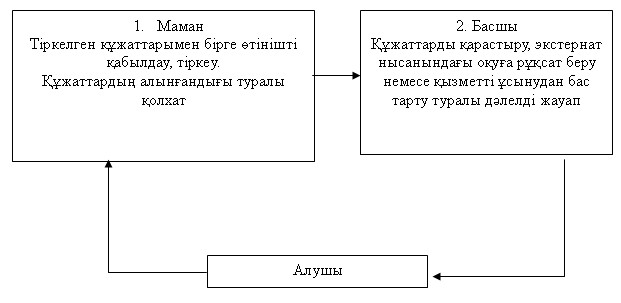 1. Маман
Тіркелген құжаттарымен бірге өтінішті
қабылдау, тіркеу.
Құжаттардың алынғандығы туралы
қолхат
2. Басшы
Құжаттарды қарастыру, экстернат
нысанындағы оқуға рұқсат беру
немесе қызметті ұсынудан бас
тарту туралы дәлелді жауап
Алушы